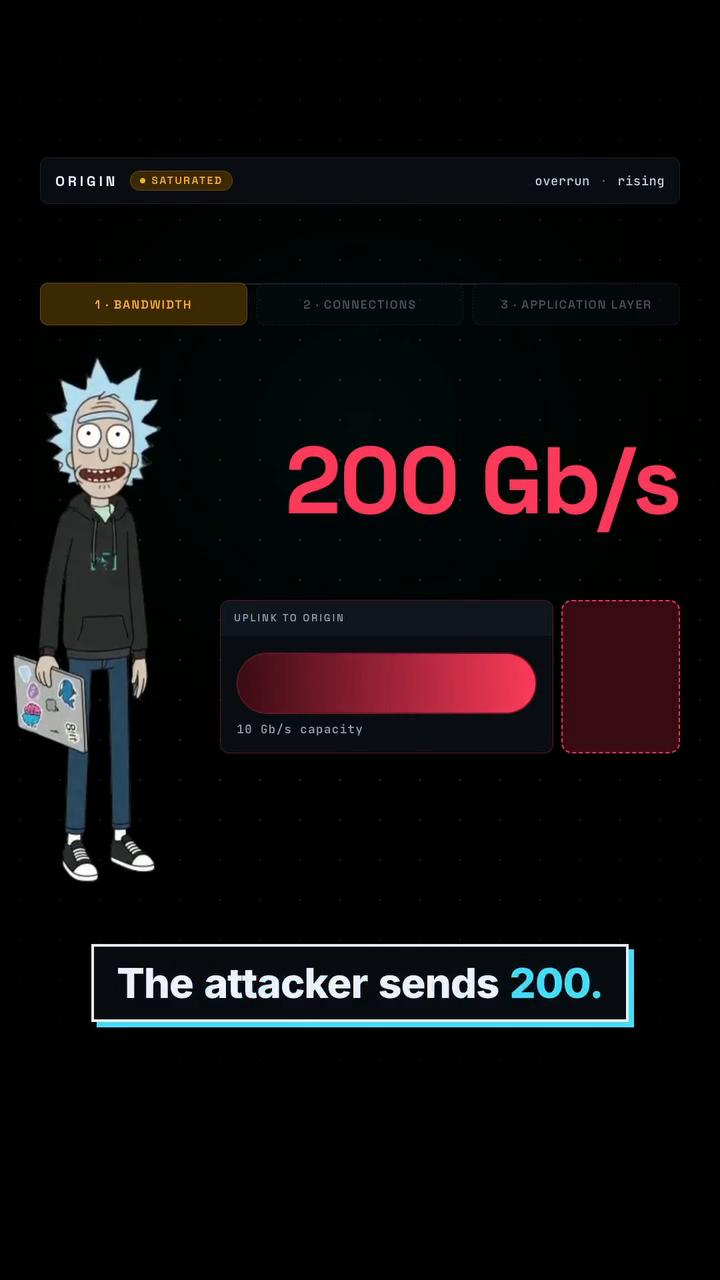 ORIGIN
SATURATED
overrun · rising
1 · BANDWIDTH
2 · CONNECTIONS
3 · APPLICATION LAYER
200 Gb/s
UPLINK TO ORIGIN
10 Gb/s capacity
The attacker sends 200.